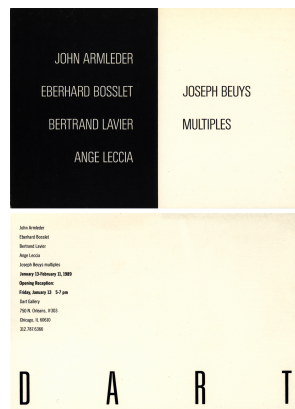 JOHN ARMLEDER
EBERHARD BOSSLET
BERTRAND LAVIER
ANGE LECCIA
JOSEPH BEUYS
MULTIPLES
John Armleder
Eberhard Bosslet
Bertrand Lavier
Ange Leccia
Joseph Beuys multiples
January 13-February 11, 1989
Opening Reception:
Friday, January 13 5-7 pm
Dart Gallery
750 N. Orleans, #303
Chicago, IL 60610
312.787.6366
D A R T